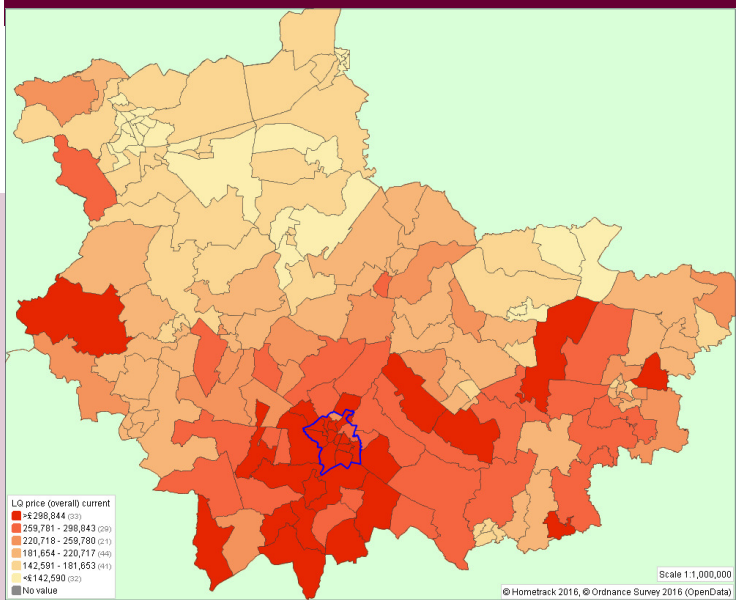 LQ price (overall) current
>£298,844 (33)
259,781 - 298,843 (29)
220,718 - 259,780 (21)
181,654 - 220,717 (44)
142,591 - 181,653 (41)
<£142,590 (32)
No value
Scale 1:1,000,000
© Hometrack 2016, © Ordnance Survey 2016 (OpenData)